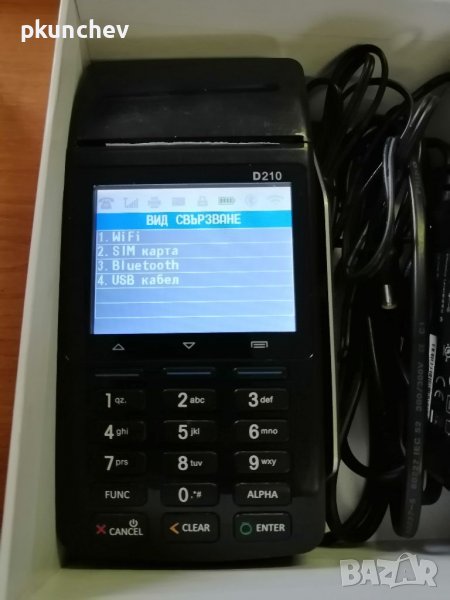 pkunchev
D210
ВИД СВЪРЗВАНЕ
1. WiFi
2. SIM карта
3. Bluetooth
4. USB кабел
1 qz. 2 abc 3 def
4 ghi 5 jkl 6 mno
7 prs 8 tuv 9 wxy
FUNC 0 .*# ALPHA
CANCEL CLEAR ENTER
BAZAR